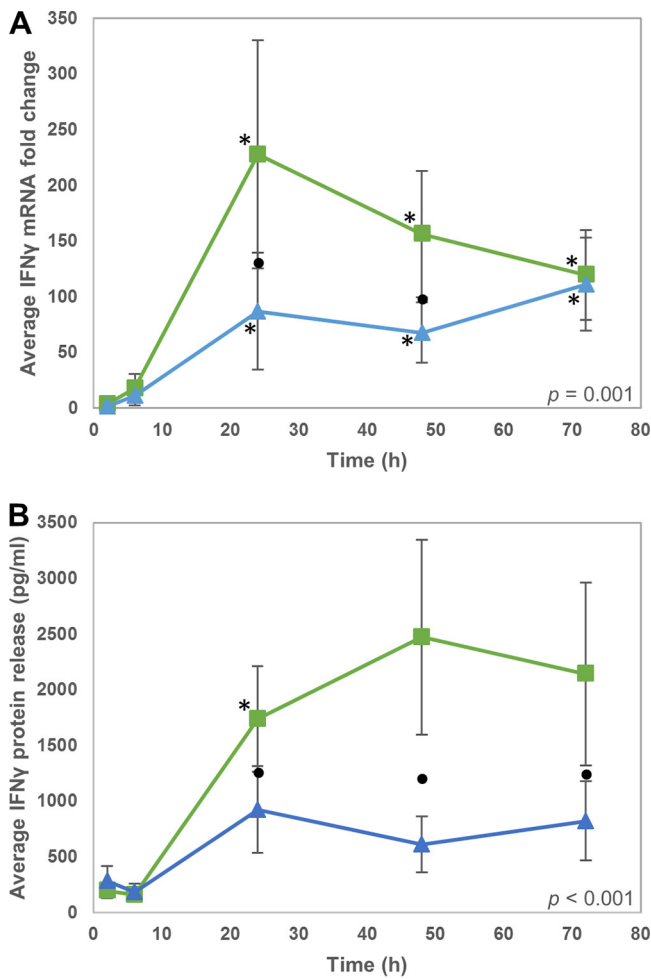 A
Average IFNγ mRNA fold change
350
300
250
200
150
100
50
0
*
*
*
*
*
*
p = 0.001
0 10 20 30 40 50 60 70 80
Time (h)
B
Average IFNγ protein release (pg/ml)
3500
3000
2500
2000
1500
1000
500
0
*
p < 0.001
0 10 20 30 40 50 60 70 80
Time (h)